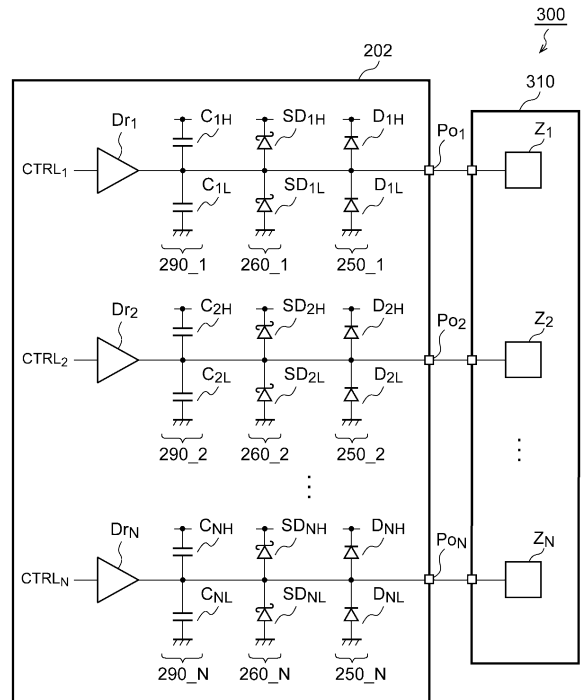 300
202
310
Dr1 C1H SD1H D1H Po1 Z1
CTRL1
C1L SD1L D1L
290_1 260_1 250_1
Dr2 C2H SD2H D2H Po2 Z2
CTRL2
C2L SD2L D2L
290_2 260_2 250_2
DrN CNH SDNH DNH PoN ZN
CTRLN
CNL SDNL DNL
290_N 260_N 250_N